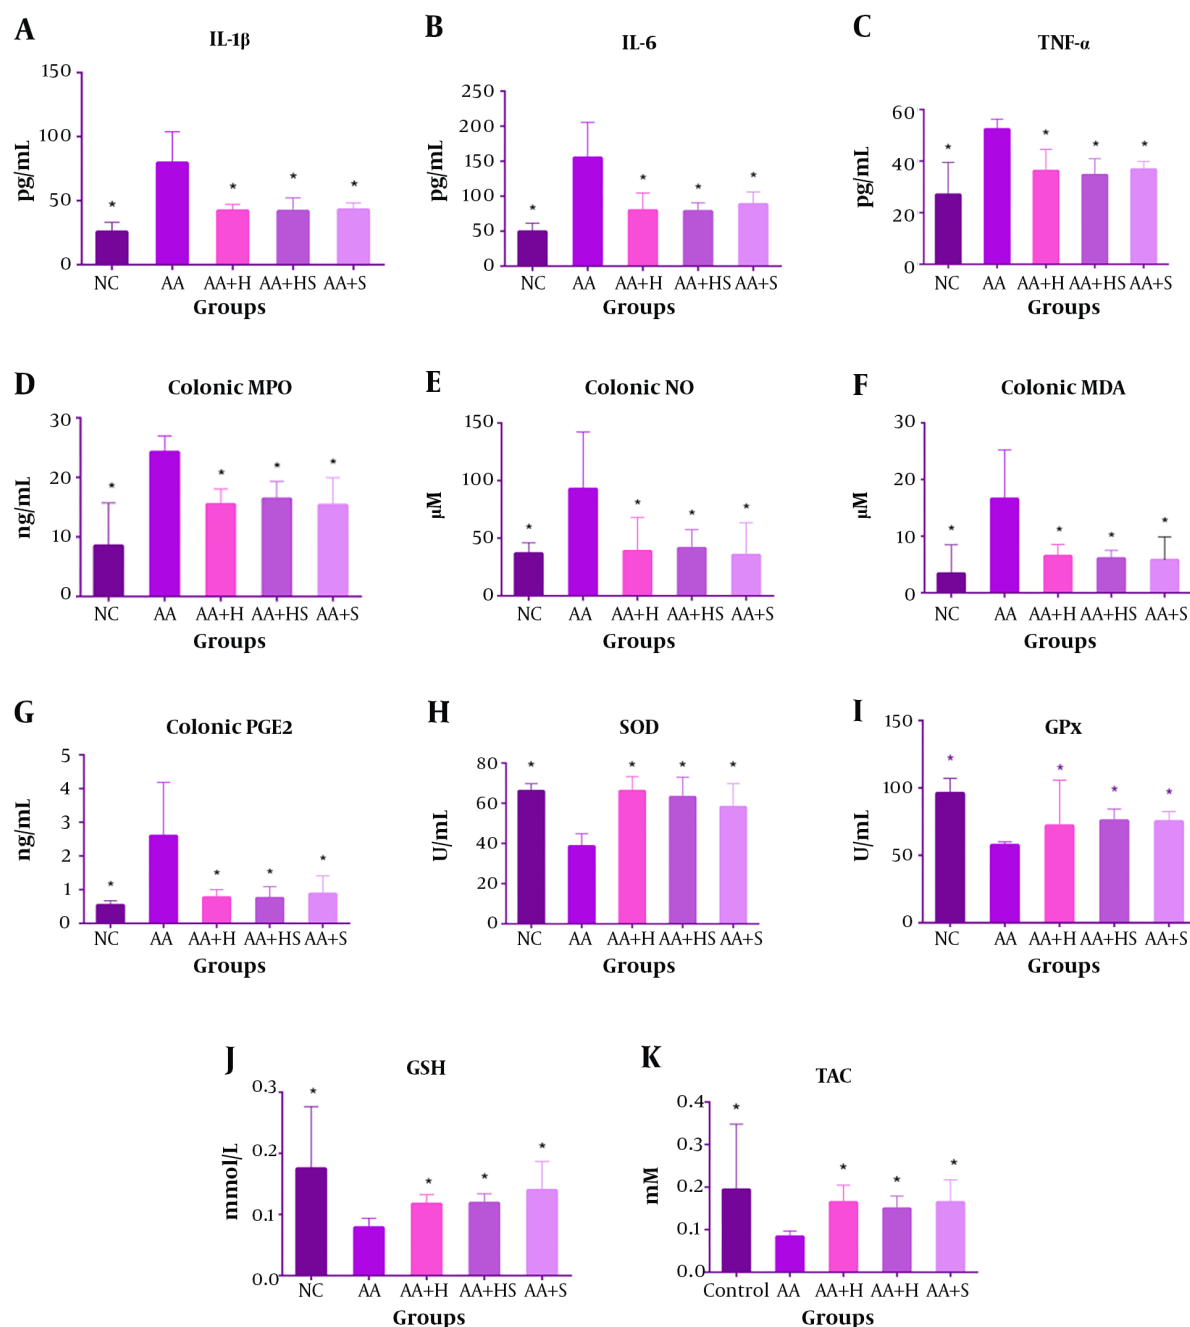 A
IL-1β
150
100
50
0
pg/mL
*
*
*
*
NC AA AA+H AA+HS AA+S
Groups
B
IL-6
250
200
150
100
50
0
pg/mL
*
*
*
*
NC AA AA+H AA+HS AA+S
Groups
C
TNF-α
60
40
20
0
pg/mL
*
*
*
*
NC AA AA+H AA+HS AA+S
Groups
D
Colonic MPO
30
20
10
0
ng/mL
*
*
*
*
NC AA AA+H AA+HS AA+S
Groups
E
Colonic NO
150
100
50
0
µM
*
*
*
*
NC AA AA+H AA+HS AA+S
Groups
F
Colonic MDA
30
20
10
0
µM
*
*
*
*
NC AA AA+H AA+HS AA+S
Groups
G
Colonic PGE2
5
4
3
2
1
0
ng/mL
*
*
*
*
NC AA AA+H AA+HS AA+S
Groups
H
SOD
80
60
40
20
0
U/mL
*
*
*
*
NC AA AA+H AA+HS AA+S
Groups
I
GPx
150
100
50
0
U/mL
*
*
*
*
NC AA AA+H AA+HS AA+S
Groups
J
GSH
0.3
0.2
0.1
0.0
mmol/L
*
*
*
*
NC AA AA+H AA+HS AA+S
Groups
K
TAC
0.4
0.3
0.2
0.1
0.0
mM
*
*
*
*
Control AA AA+H AA+H AA+S
Groups